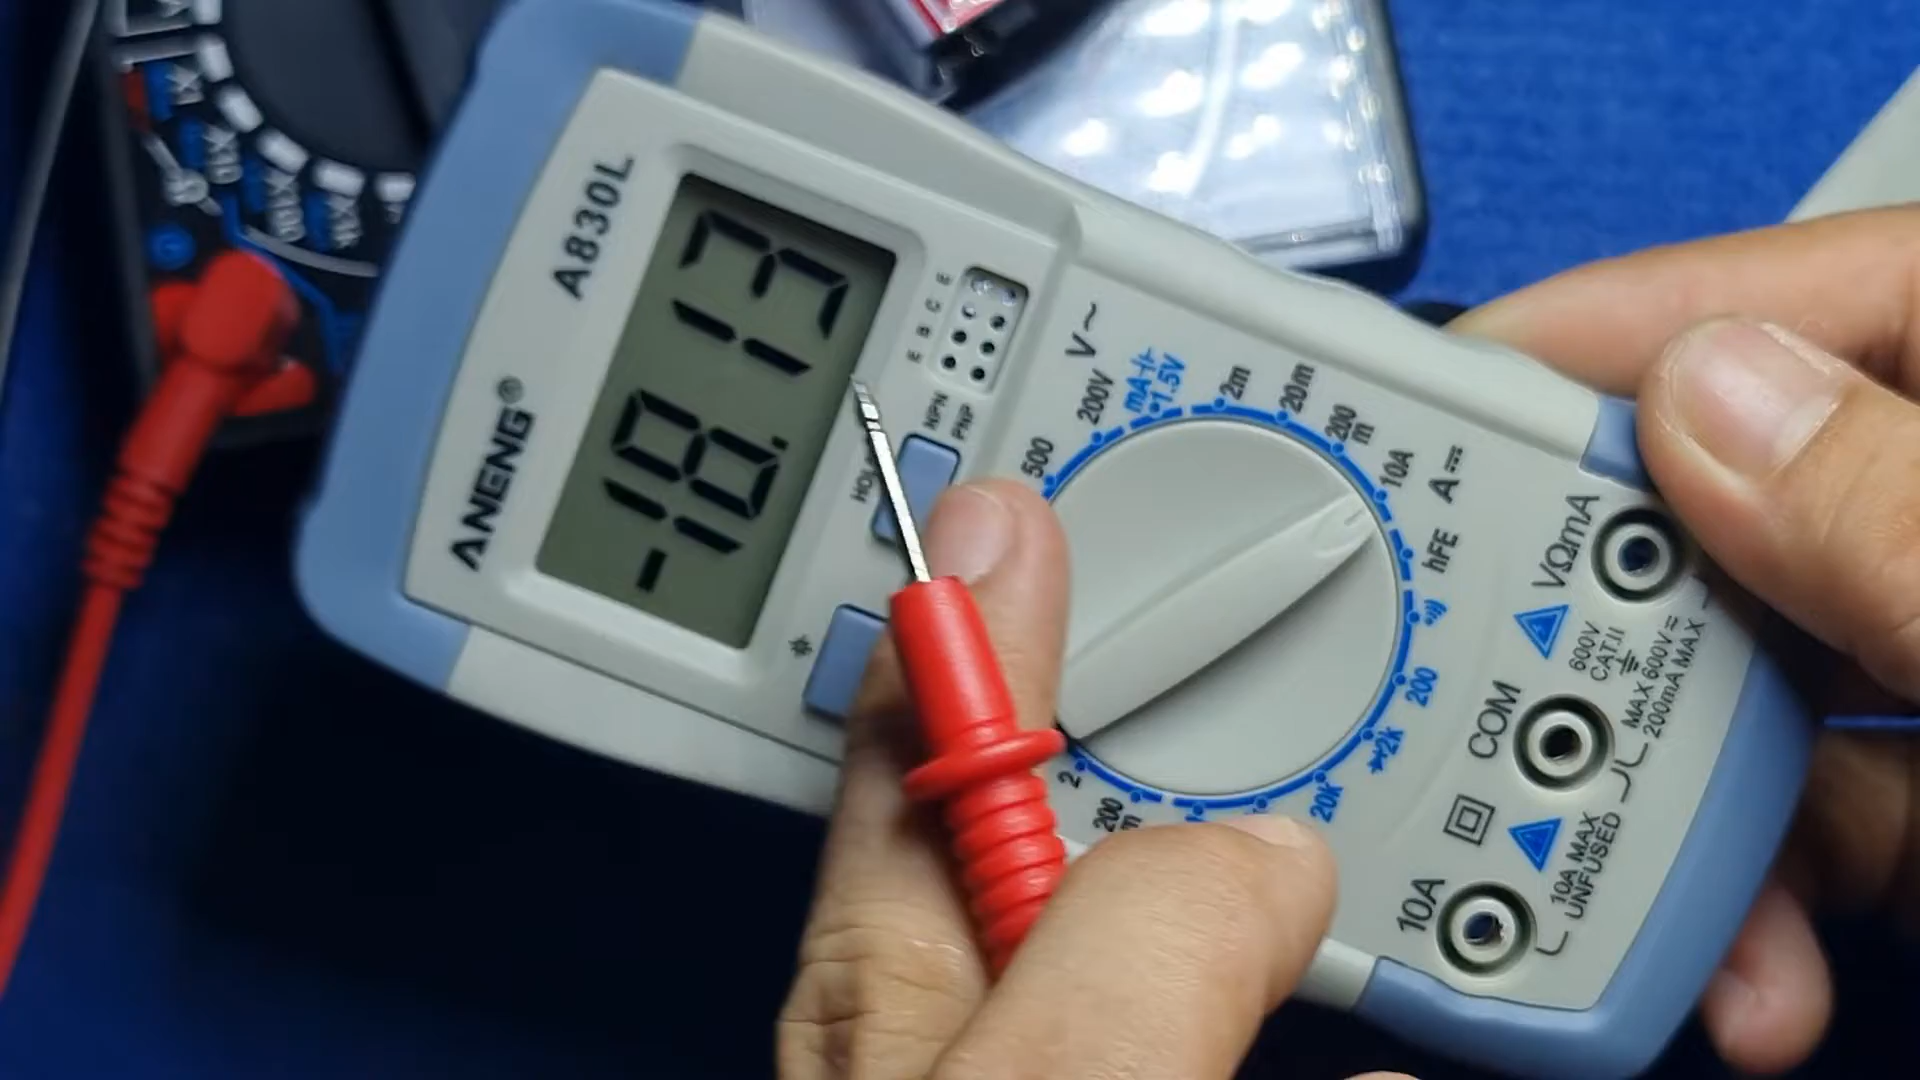 ANENG®
A830L
-18.13
E B C E
NPN
PNP
V~
500
200V
mA
1.5V
2m
20m
200
m
10A
A
hFE
200
2k
20k
200
m
2
VΩmA
600V
CAT.II
MAX 600V
200mA MAX
COM
10A MAX
UNFUSED
10A